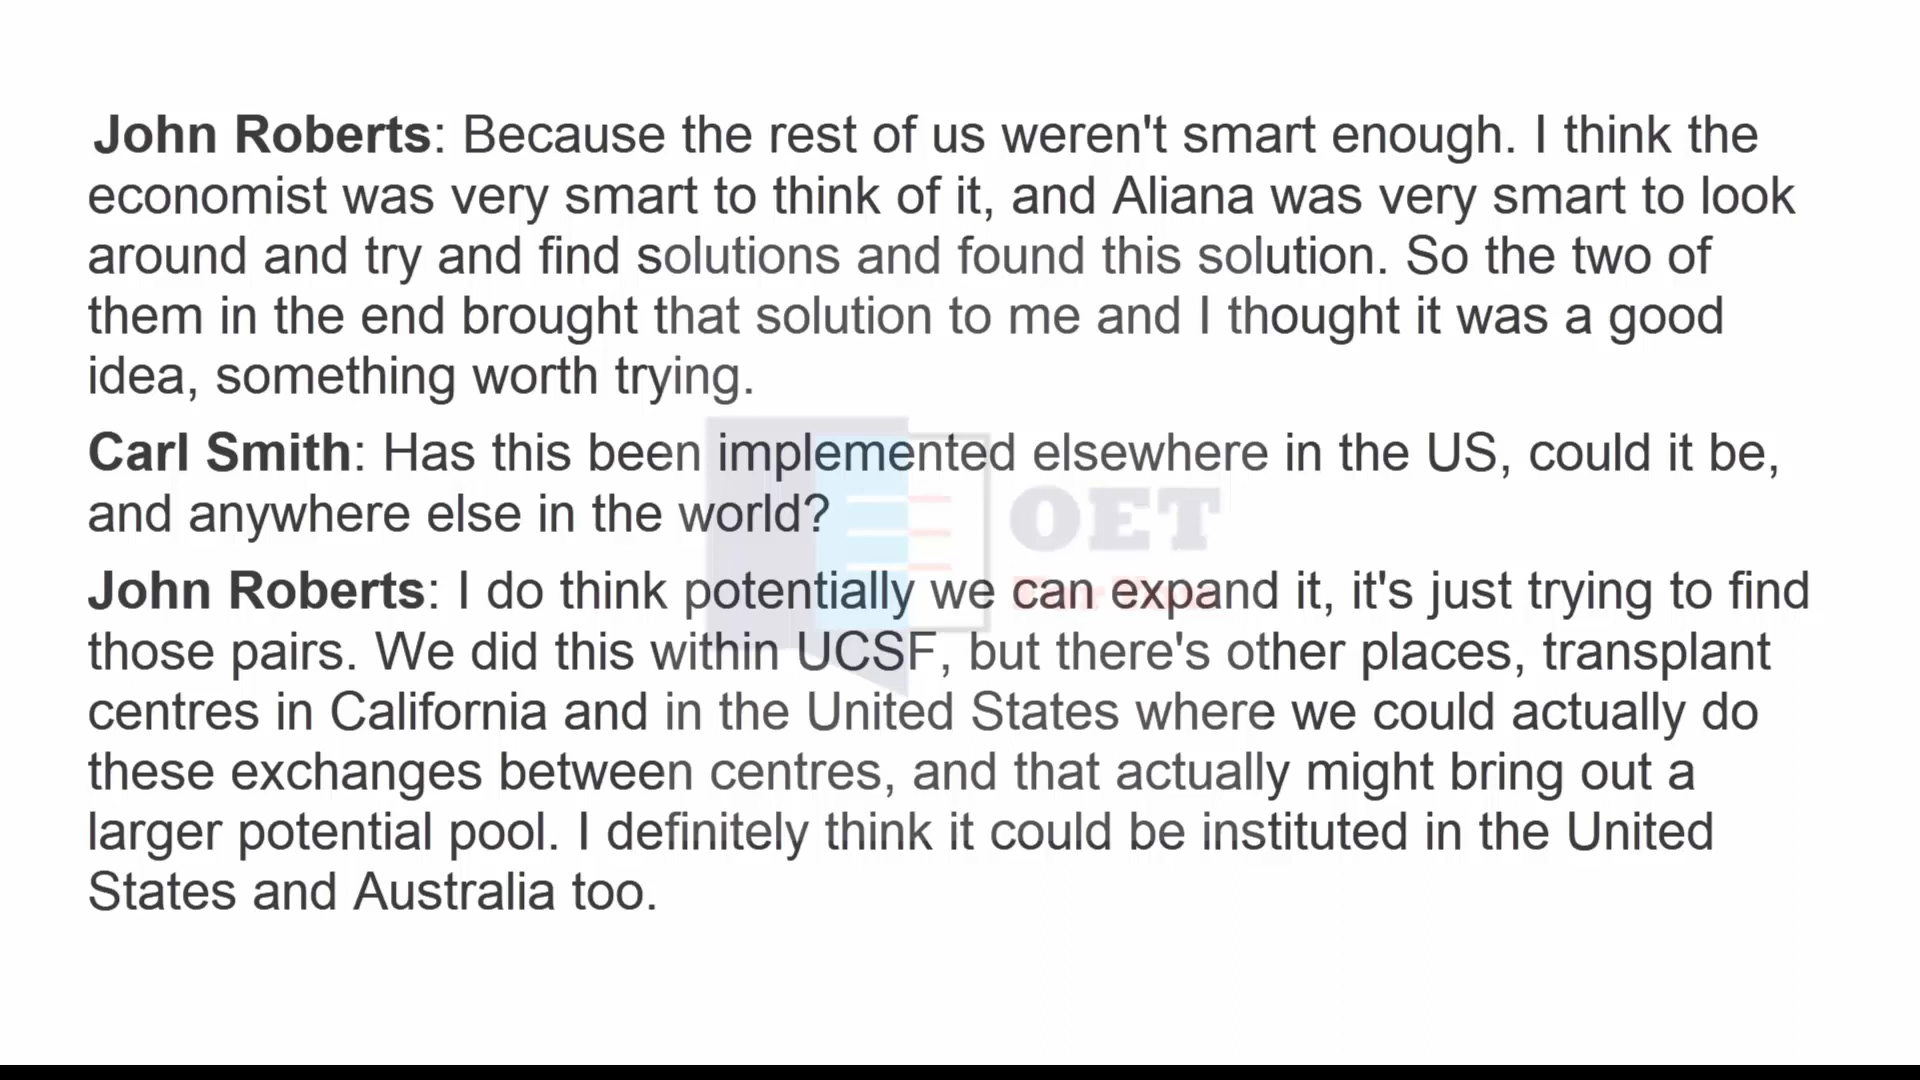 John Roberts: Because the rest of us weren't smart enough. I think the
economist was very smart to think of it, and Aliana was very smart to look
around and try and find solutions and found this solution. So the two of
them in the end brought that solution to me and I thought it was a good
idea, something worth trying.
Carl Smith: Has this been implemented elsewhere in the US, could it be,
and anywhere else in the world?
OET
John Roberts: I do think potentially we can expand it, it's just trying to find
those pairs. We did this within UCSF, but there's other places, transplant
centres in California and in the United States where we could actually do
these exchanges between centres, and that actually might bring out a
larger potential pool. I definitely think it could be instituted in the United
States and Australia too.